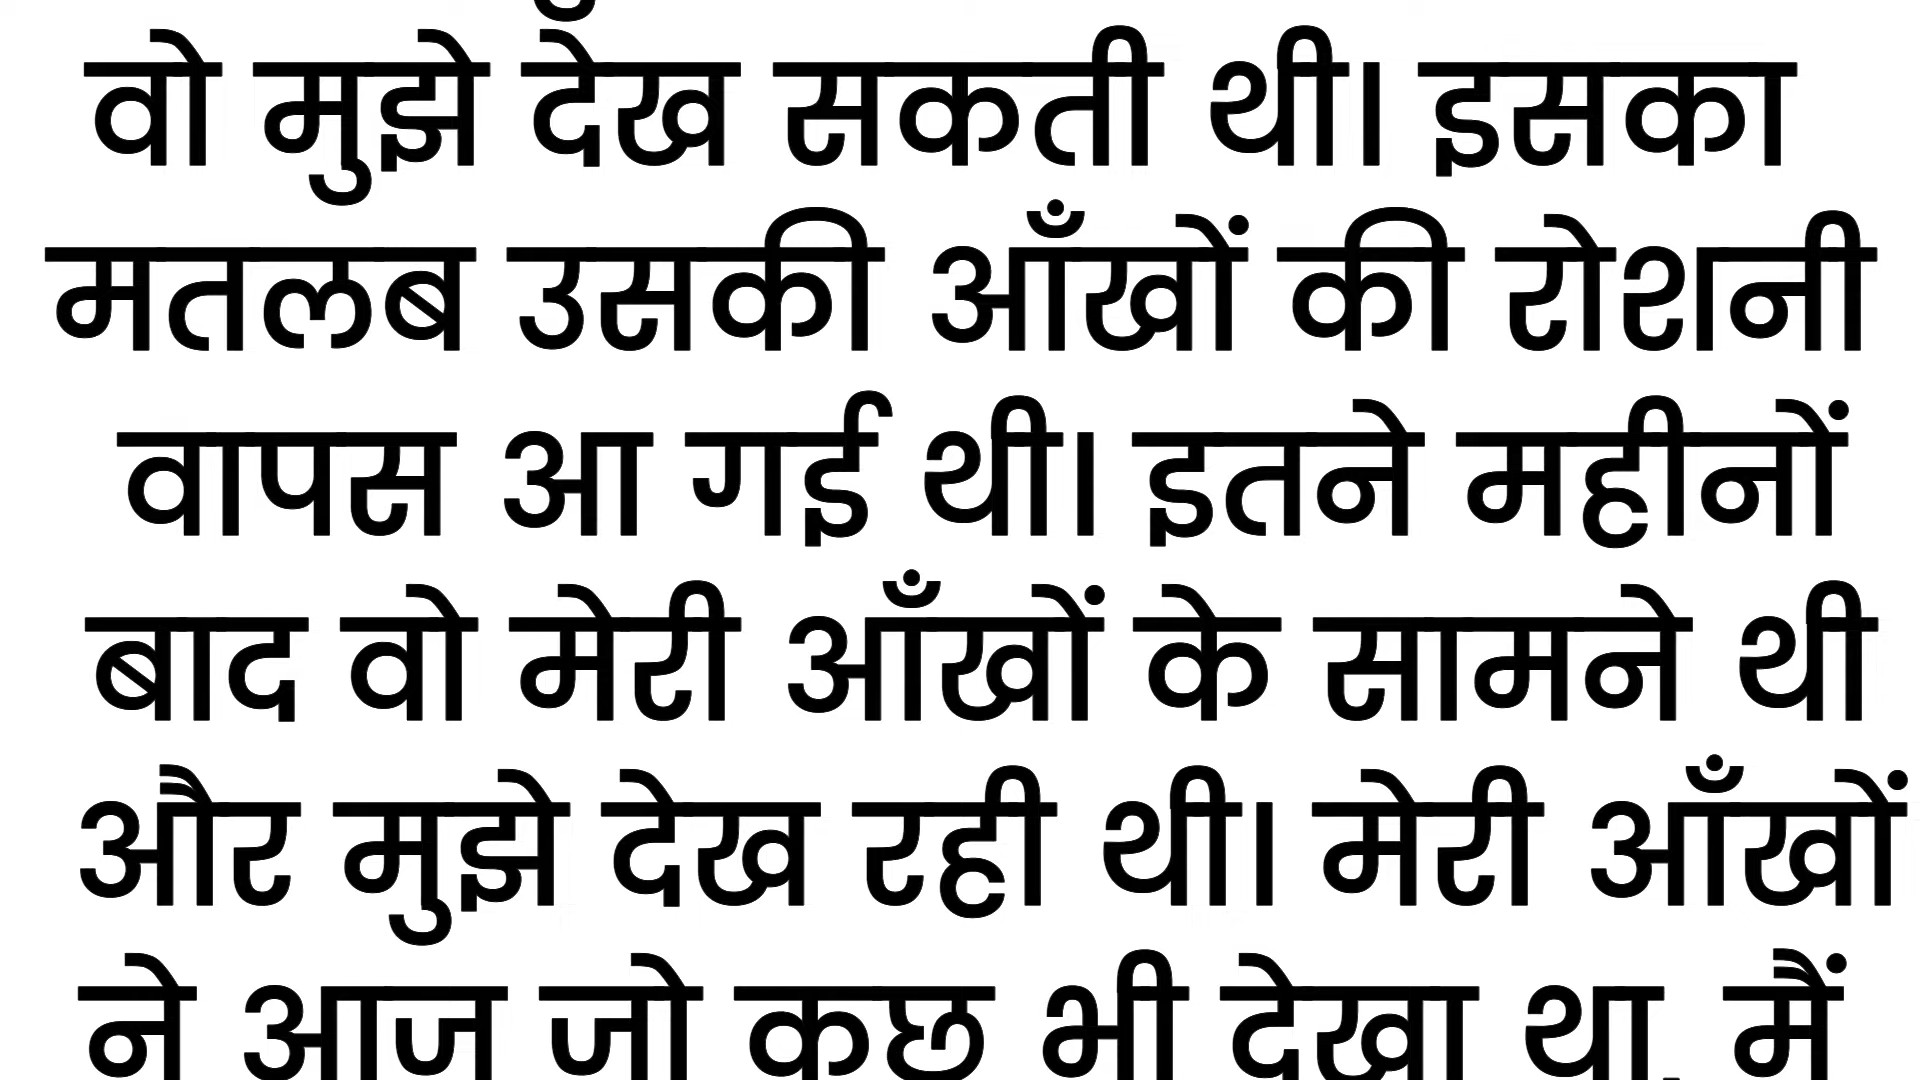 वो मुझे देख सकती थी। इसका
मतलब उसकी आँखों की रोशनी
वापस आ गई थी। इतने महीनों
बाद वो मेरी आँखों के सामने थी
और मुझे देख रही थी। मेरी आँखों
ने आज जो कुछ भी देखा था, मैं